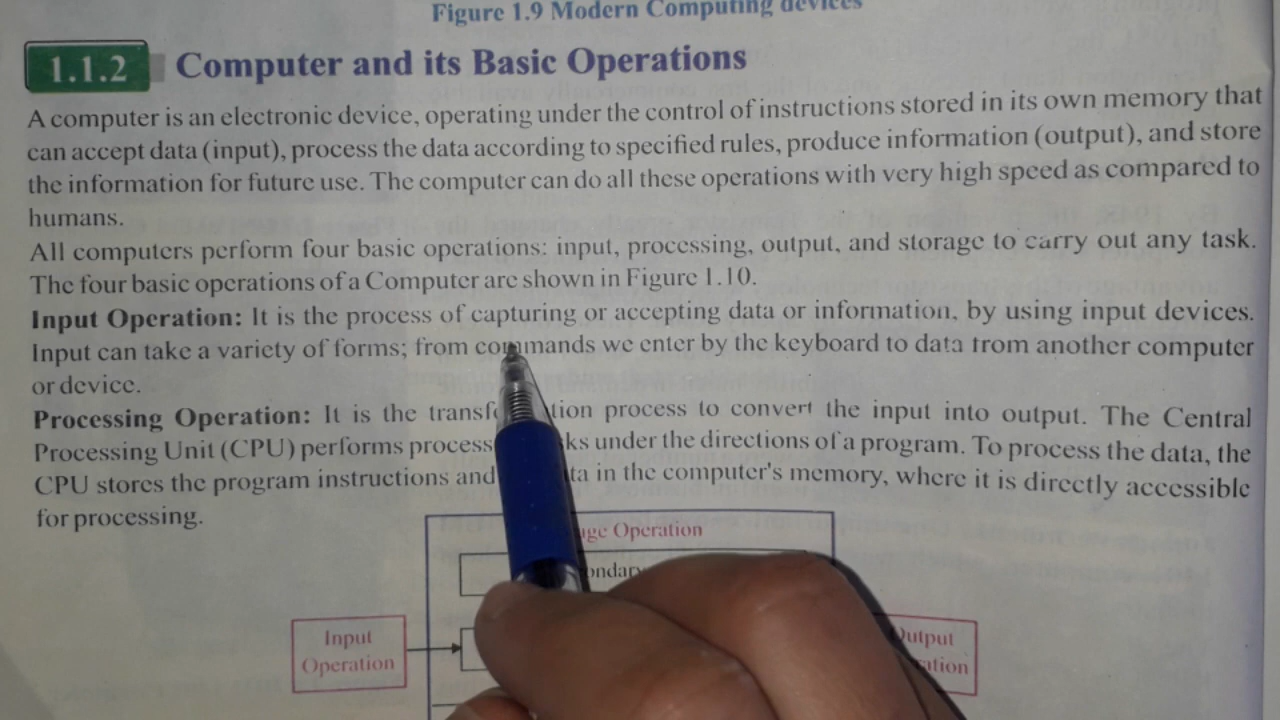 Figure 1.9 Modern Computing devices
1.1.2 Computer and its Basic Operations
A computer is an electronic device, operating under the control of instructions stored in its own memory that
can accept data (input), process the data according to specified rules, produce information (output), and store
the information for future use. The computer can do all these operations with very high speed as compared to
humans.
All computers perform four basic operations: input, processing, output, and storage to carry out any task.
The four basic operations of a Computer are shown in Figure 1.10.
Input Operation: It is the process of capturing or accepting data or information, by using input devices.
Input can take a variety of forms; from commands we enter by the keyboard to data from another computer
or device.
Processing Operation: It is the process to convert the input into output. The Central
Processing Unit (CPU) performs under the directions of a program. To process the data, the
CPU stores the program instructions and in the computer's memory, where it is directly accessible
for processing.
Operation
Input
Operation
Output